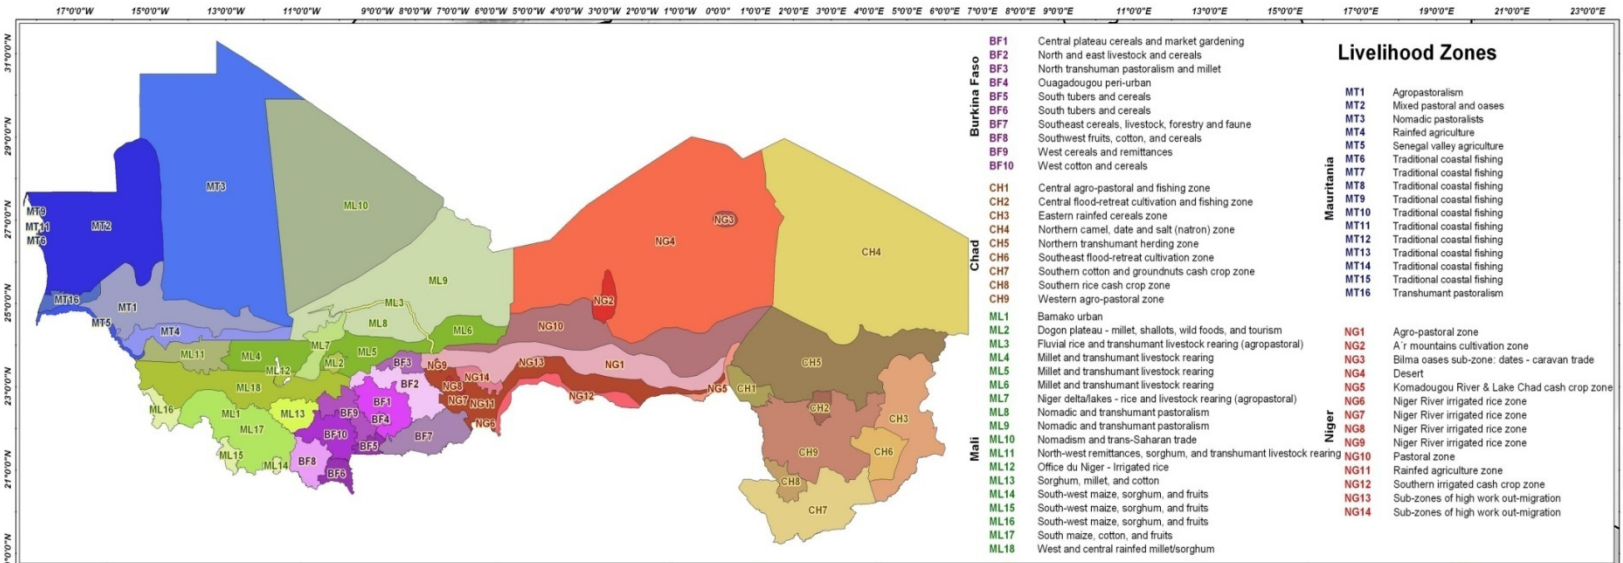 17°0'0"W 15°0'0"W 13°0'0"W 11°0'0"W 9°0'0"W 8°0'0"W 7°0'0"W 6°0'0"W 5°0'0"W 4°0'0"W 3°0'0"W 2°0'0"W 1°0'0"W 0°0'0" 1°0'0"E 2°0'0"E 3°0'0"E 4°0'0"E 5°0'0"E 6°0'0"E 7°0'0"E 8°0'0"E 9°0'0"E 11°0'0"E 13°0'0"E 15°0'0"E 17°0'0"E 19°0'0"E 21°0'0"E 23°0'0"E
31°0'0"N
29°0'0"N
27°0'0"N
25°0'0"N
23°0'0"N
21°0'0"N
MT3
ML10
MT9
MT11
MT6
MT2
NG3
NG4
CH4
ML9
MT16
MT1
MT5
MT4
ML3
ML8
NG2
NG10
ML6
ML7
ML11
ML4
ML5
ML2
ML12
BF3
NG9
NG13
NG1
CH5
ML18
BF2
NG14
NG8
NG7
NG11
NG12
NG5
CH1
NG6
ML16
ML1
ML13
ML17
ML15
ML14
BF1
BF9
BF4
BF10
BF7
BF5
BF8
BF6
CH2
CH3
CH9
CH6
CH8
CH7
Burkina Faso
BF1 Central plateau cereals and market gardening
BF2 North and east livestock and cereals
BF3 North transhuman pastoralism and millet
BF4 Ouagadougou peri-urban
BF5 South tubers and cereals
BF6 South tubers and cereals
BF7 Southeast cereals, livestock, forestry and faune
BF8 Southwest fruits, cotton, and cereals
BF9 West cereals and remittances
BF10 West cotton and cereals
Chad
CH1 Central agro-pastoral and fishing zone
CH2 Central flood-retreat cultivation and fishing zone
CH3 Eastern rainfed cereals zone
CH4 Northern camel, date and salt (natron) zone
CH5 Northern transhumant herding zone
CH6 Southeast flood-retreat cultivation zone
CH7 Southern cotton and groundnuts cash crop zone
CH8 Southern rice cash crop zone
CH9 Western agro-pastoral zone
Mali
ML1 Bamako urban
ML2 Dogon plateau - millet, shallots, wild foods, and tourism
ML3 Fluvial rice and transhumant livestock rearing (agropastoral)
ML4 Millet and transhumant livestock rearing
ML5 Millet and transhumant livestock rearing
ML6 Millet and transhumant livestock rearing
ML7 Niger delta/lakes - rice and livestock rearing (agropastoral)
ML8 Nomadic and transhumant pastoralism
ML9 Nomadic and transhumant pastoralism
ML10 Nomadism and trans-Saharan trade
ML11 North-west remittances, sorghum, and transhumant livestock rearing
ML12 Office du Niger - Irrigated rice
ML13 Sorghum, millet, and cotton
ML14 South-west maize, sorghum, and fruits
ML15 South-west maize, sorghum, and fruits
ML16 South-west maize, sorghum, and fruits
ML17 South maize, cotton, and fruits
ML18 West and central rainfed millet/sorghum
Livelihood Zones
Mauritania
MT1 Agropastoralism
MT2 Mixed pastoral and oases
MT3 Nomadic pastoralists
MT4 Rainfed agriculture
MT5 Senegal valley agriculture
MT6 Traditional coastal fishing
MT7 Traditional coastal fishing
MT8 Traditional coastal fishing
MT9 Traditional coastal fishing
MT10 Traditional coastal fishing
MT11 Traditional coastal fishing
MT12 Traditional coastal fishing
MT13 Traditional coastal fishing
MT14 Traditional coastal fishing
MT15 Traditional coastal fishing
MT16 Transhumant pastoralism
Niger
NG1 Agro-pastoral zone
NG2 A´r mountains cultivation zone
NG3 Bilma oases sub-zone: dates - caravan trade
NG4 Desert
NG5 Komadougou River & Lake Chad cash crop zone
NG6 Niger River irrigated rice zone
NG7 Niger River irrigated rice zone
NG8 Niger River irrigated rice zone
NG9 Niger River irrigated rice zone
NG10 Pastoral zone
NG11 Rainfed agriculture zone
NG12 Southern irrigated cash crop zone
NG13 Sub-zones of high work out-migration
NG14 Sub-zones of high work out-migration